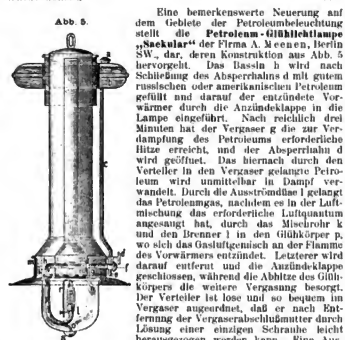 Abb. 5.
Eine bemerkenswerte Neuerung auf
dem Gebiete der Petroleumbeleuchtung
stellt die Petroleum-Glühlichtlampe
„Saekular" der Firma A. Meenen, Berlin
SW., dar, deren Konstruktion aus Abb. 5
hervorgeht. Das Bassin h wird nach
Schließung des Absperrhahns d mit gutem
russischen oder amerikanischen Petroleum
gefüllt und darauf der entzündete Vor-
wärmer durch die Anzündeklappe in die
Lampe eingeführt. Nach reichlich drei
Minuten hat der Vergaser g die zur Ver-
dampfung des Petroleums erforderliche
Hitze erreicht, und der Absperrhahn d
wird geöffnet. Das hiernach durch den
Verteiler in den Vergaser gelangte Petro-
leum wird unmittelbar in Dampf ver-
wandelt. Durch die Ausströmdüse l gelangt
das Petroleumgas, nachdem es in der Luft-
mischung das erforderliche Luftquantum
angesaugt hat, durch das Mischrohr k
und den Brenner l in den Glühkörper p,
wo sich das Gasluftgemisch an der Flamme
des Vorwärmers entzündet. Letzterer wird
darauf entfernt und die Anzündeklappe
geschlossen, während die Abhitze des Glüh-
körpers die weitere Vergasung besorgt.
Der Verteiler ist lose und so bequem im
Vergaser angeordnet, daß er nach Ent-
fernung der Vergaserabschlußmutter durch
Lösung einer einzigen Schraube leicht
herausgezogen werden kann. Eine Aus-